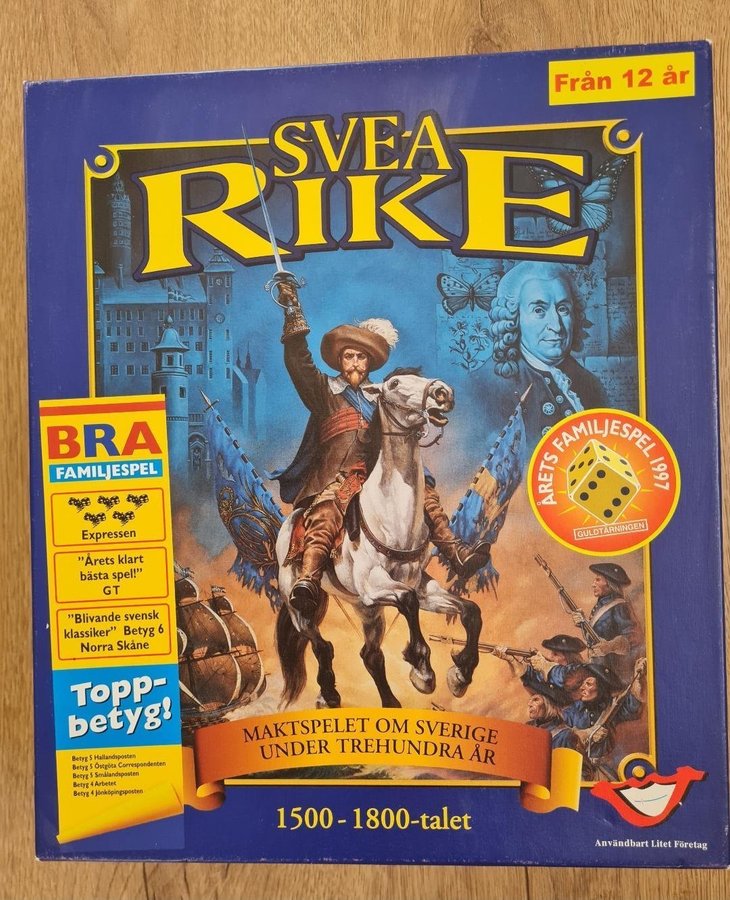 Från 12 år
SVEA
RIKE
BRA
FAMILJESPEL
Expressen
"Årets klart
bästa spel!"
GT
"Blivande svensk
klassiker" Betyg 6
Norra Skåne
Topp-
betyg!
Betyg 5 Hallandsposten
Betyg 5 Östgöta Correspondenten
Betyg 5 Smålandsposten
Betyg 4 Arbetet
Betyg 4 Jönköpingsposten
ÅRETS FAMILJESPEL 1997
GULDTÄRNINGEN
MAKTSPELET OM SVERIGE
UNDER TREHUNDRA ÅR
1500 - 1800-talet
Användbart Litet Företag